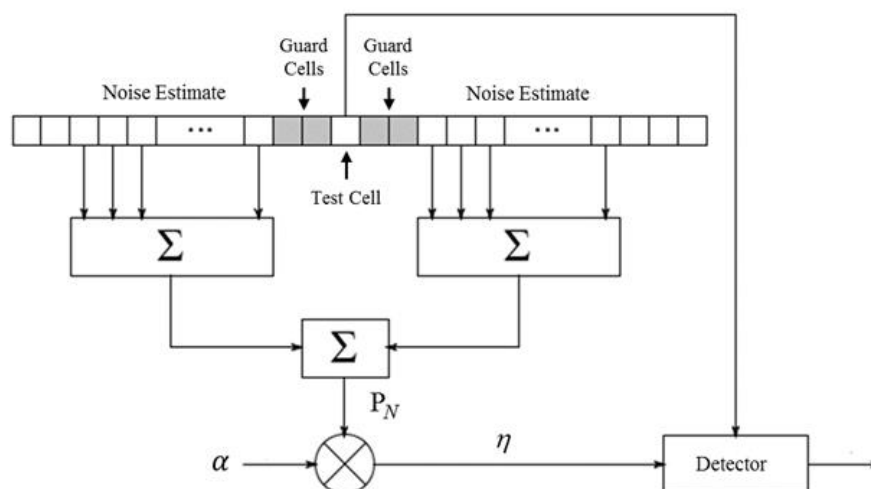 Guard
Cells
Guard
Cells
Noise Estimate
Noise Estimate
...
...
Test Cell
Σ
Σ
Σ
P_N
α
η
Detector